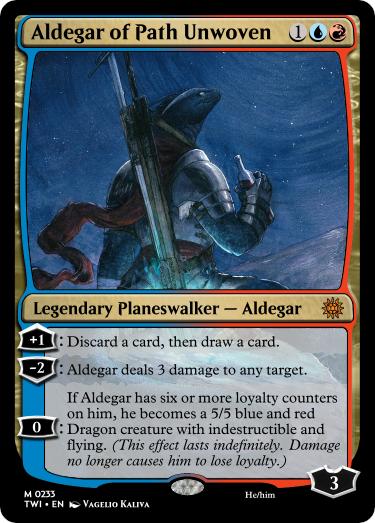 Aldegar of Path Unwoven 1
Legendary Planeswalker — Aldegar
+1 : Discard a card, then draw a card.
-2 : Aldegar deals 3 damage to any target.
If Aldegar has six or more loyalty counters
on him, he becomes a 5/5 blue and red
0 : Dragon creature with indestructible and
flying. (This effect lasts indefinitely. Damage
no longer causes him to lose loyalty.)
3
M 0233
TWI • EN Vagelio Kaliva
He/him